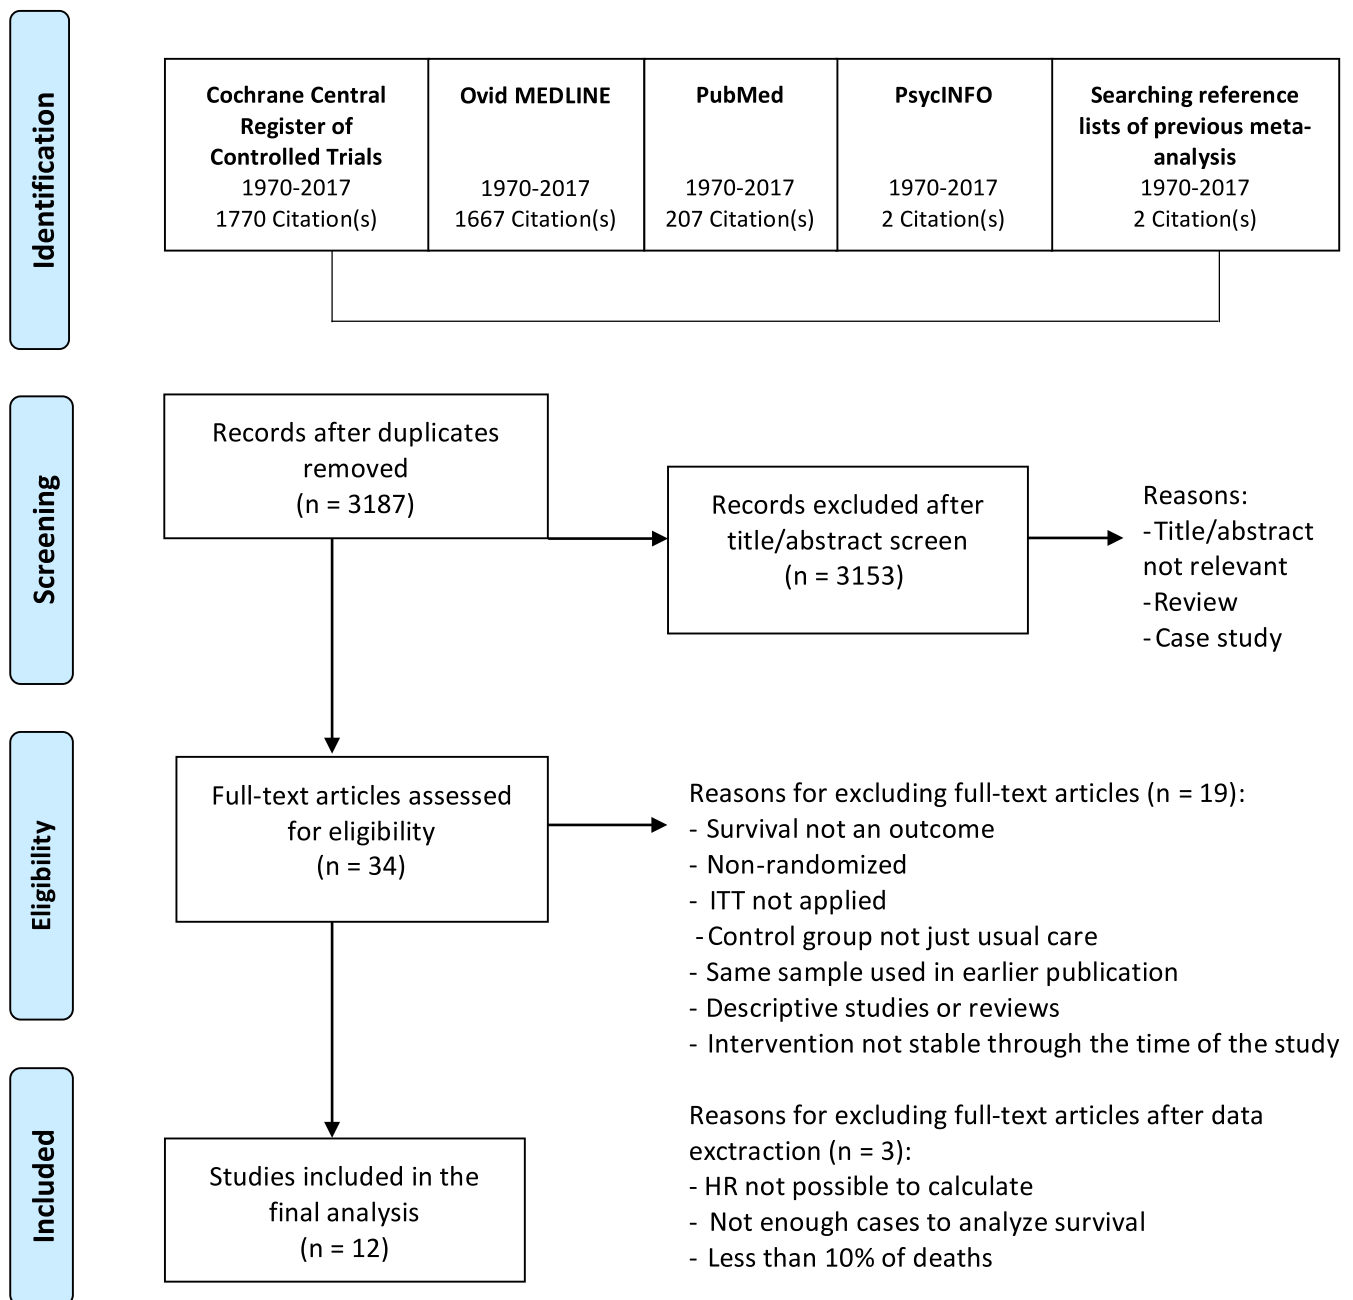 Identification
Cochrane Central
Register of
Controlled Trials
1970-2017
1770 Citation(s)
Ovid MEDLINE
1970-2017
1667 Citation(s)
PubMed
1970-2017
207 Citation(s)
PsycINFO
1970-2017
2 Citation(s)
Searching reference
lists of previous meta-
analysis
1970-2017
2 Citation(s)
Screening
Records after duplicates
removed
(n = 3187)
Records excluded after
title/abstract screen
(n = 3153)
Reasons:
-Title/abstract
not relevant
-Review
-Case study
Eligibility
Full-text articles assessed
for eligibility
(n = 34)
Reasons for excluding full-text articles (n = 19):
- Survival not an outcome
- Non-randomized
- ITT not applied
-Control group not just usual care
- Same sample used in earlier publication
- Descriptive studies or reviews
- Intervention not stable through the time of the study
Included
Studies included in the
final analysis
(n = 12)
Reasons for excluding full-text articles after data
exctraction (n = 3):
- HR not possible to calculate
- Not enough cases to analyze survival
- Less than 10% of deaths